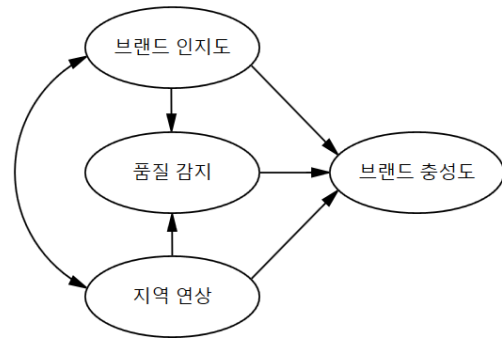 브랜드 인지도
품질 감지
브랜드 충성도
지역 연상